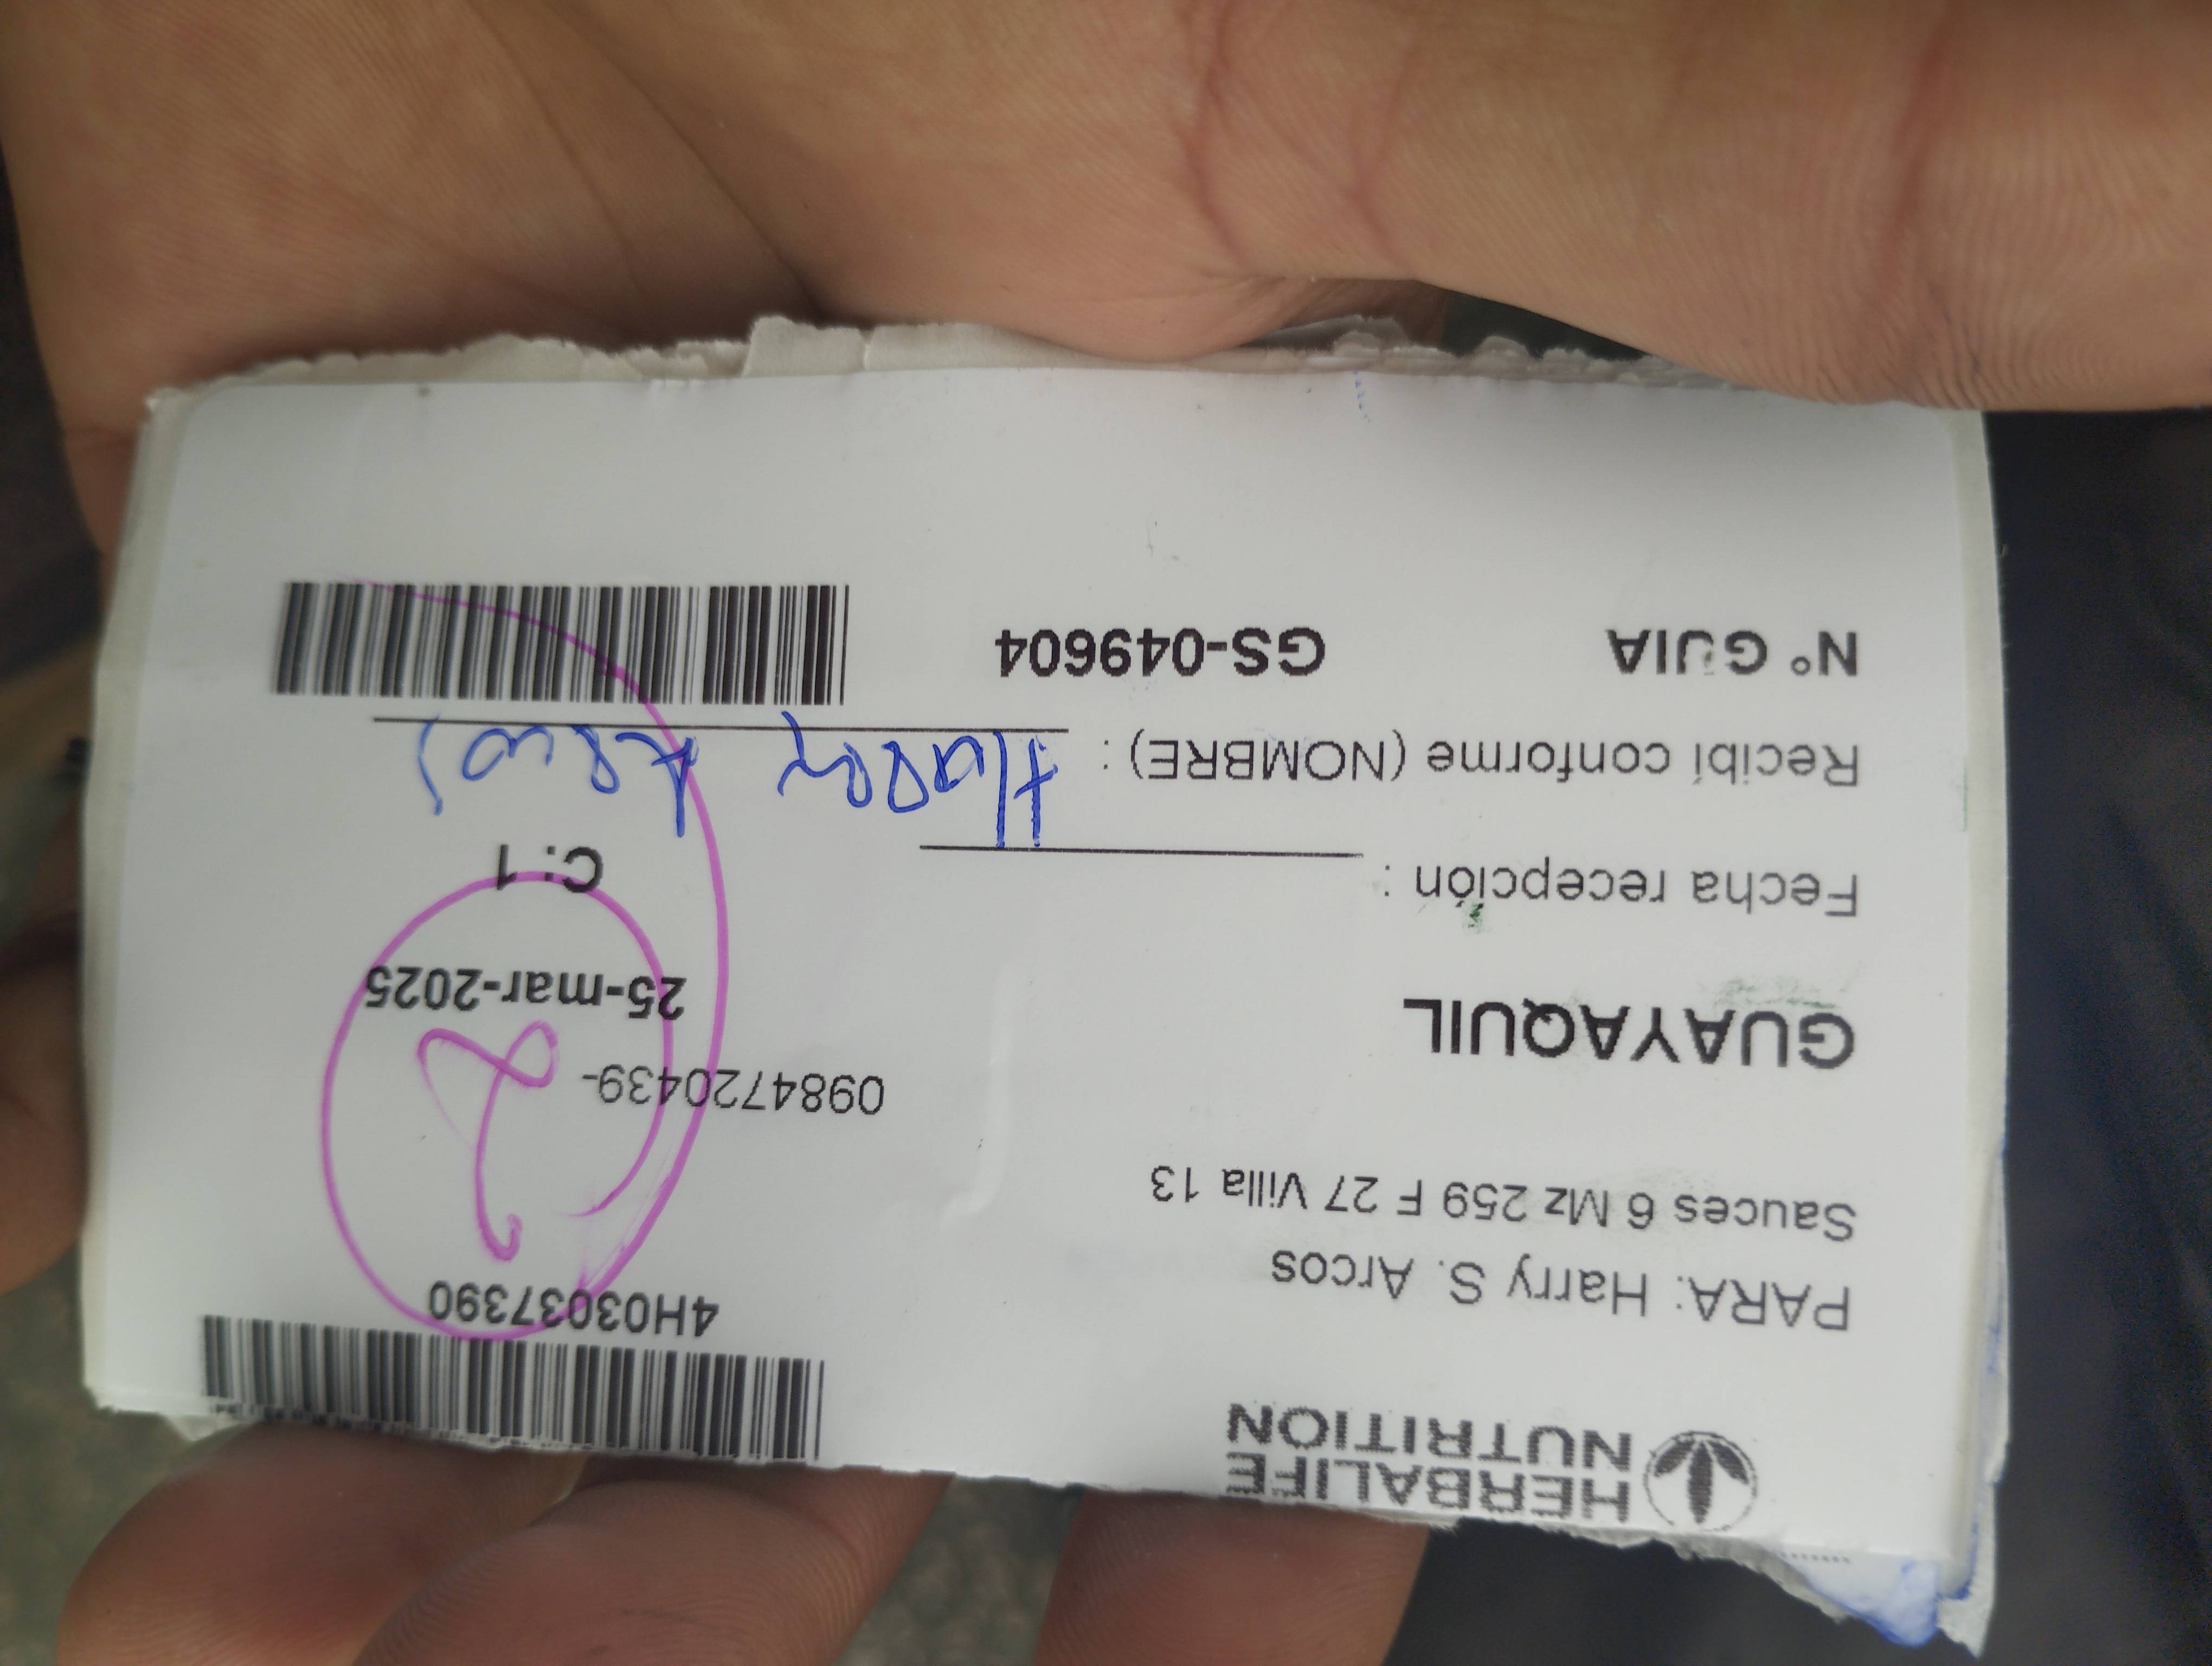 HERBALIFE
NUTRITION
4H03037390
PARA: Harry S. Arcos
Sauces 6 Mz 259 F 27 Villa 13
0984720439-
GUAYAQUIL
25-mar-2025
Fecha recepción :
C:1
Recibí conforme (NOMBRE) : Harry Arcos
N° GUIA GS-049604